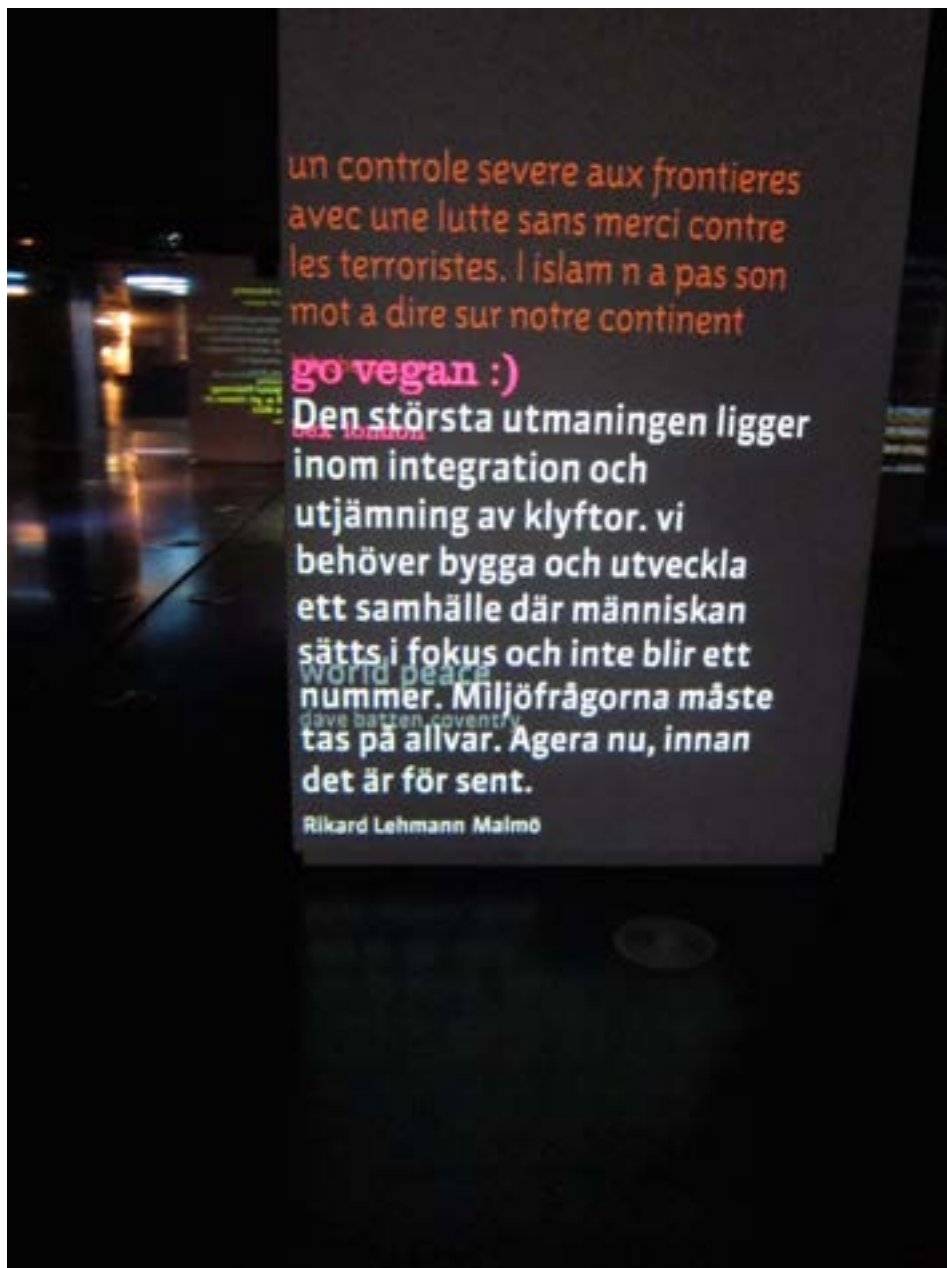 un controle severe aux frontieres
avec une lutte sans merci contre
les terroristes. l islam n a pas son
mot a dire sur notre continent
go vegan :)
Den största utmaningen ligger
bex london
inom integration och
utjämning av klyftor. vi
behöver bygga och utveckla
ett samhälle där människan
sätts i fokus och inte blir ett
world peace
nummer. Miljöfrågorna måste
dave batten coventry
tas på allvar. Agera nu, innan
det är för sent.
Rikard Lehmann Malmö